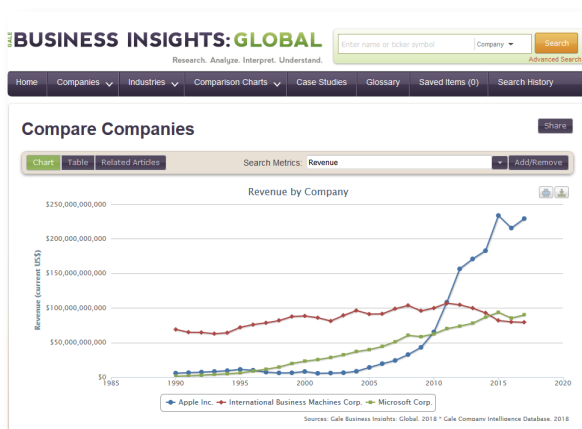 GALE
BUSINESS INSIGHTS: GLOBAL
Research. Analyze. Interpret. Understand.
Enter name or ticker symbol Company Search
Advanced Search
Home Companies Industries Comparison Charts Case Studies Glossary Saved Items (0) Search History
Compare Companies
Share
Chart Table Related Articles Search Metrics: Revenue Add/Remove
Revenue by Company
Revenue (current US$)
$250,000,000,000
$200,000,000,000
$150,000,000,000
$100,000,000,000
$50,000,000,000
$0
1985 1990 1995 2000 2005 2010 2015 2020
Apple Inc. International Business Machines Corp. Microsoft Corp.
Sources: Gale Business Insights: Global, 2018 * Gale Company Intelligence Database, 2018